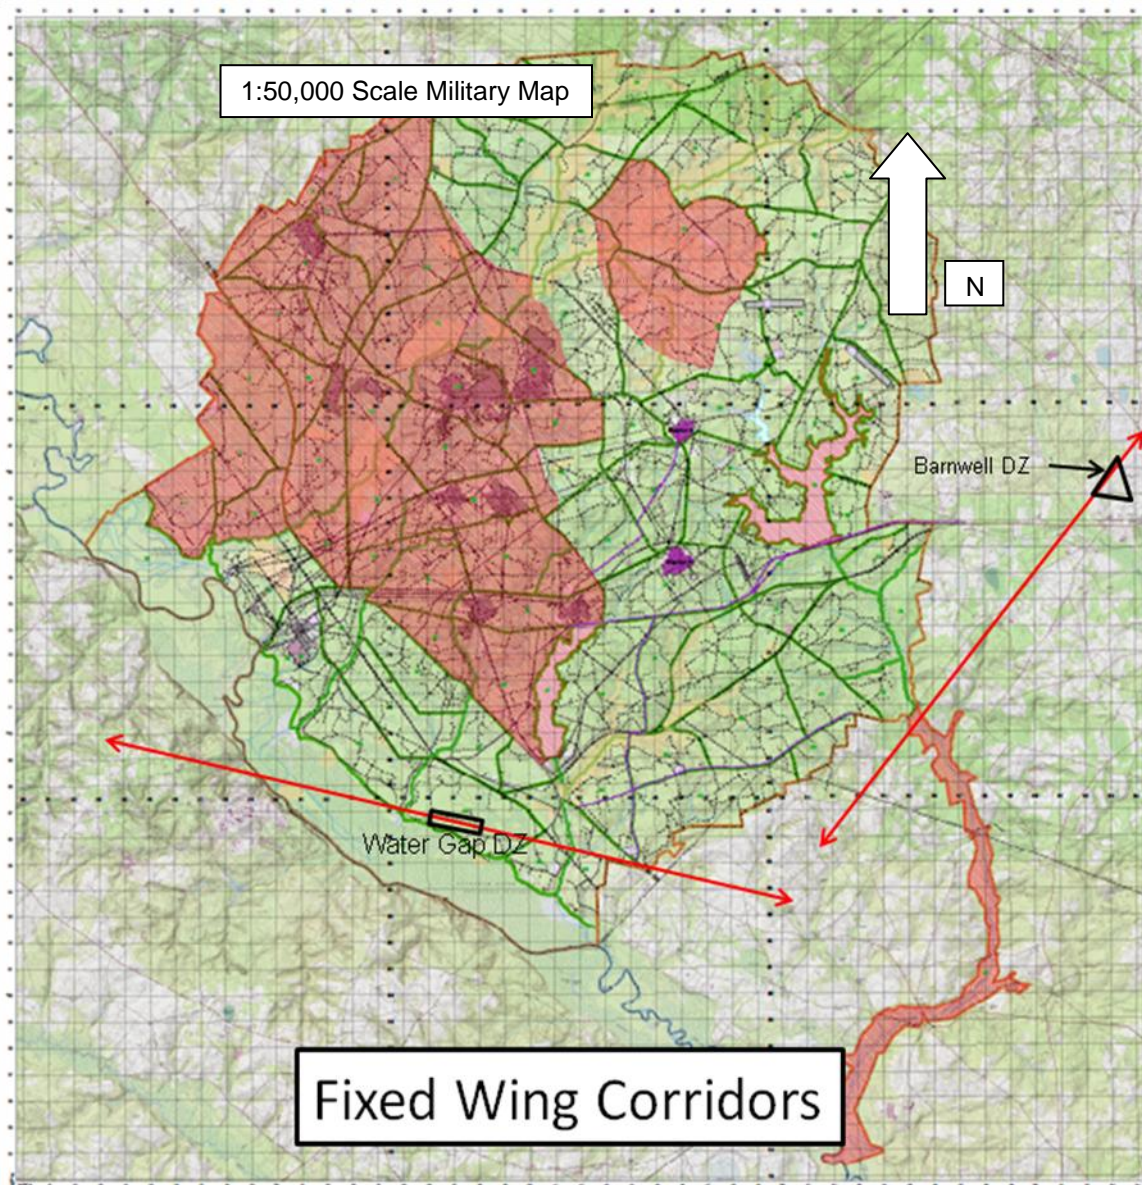 1:50,000 Scale Military Map
N
Barnwell DZ
Water Gap DZ
Fixed Wing Corridors